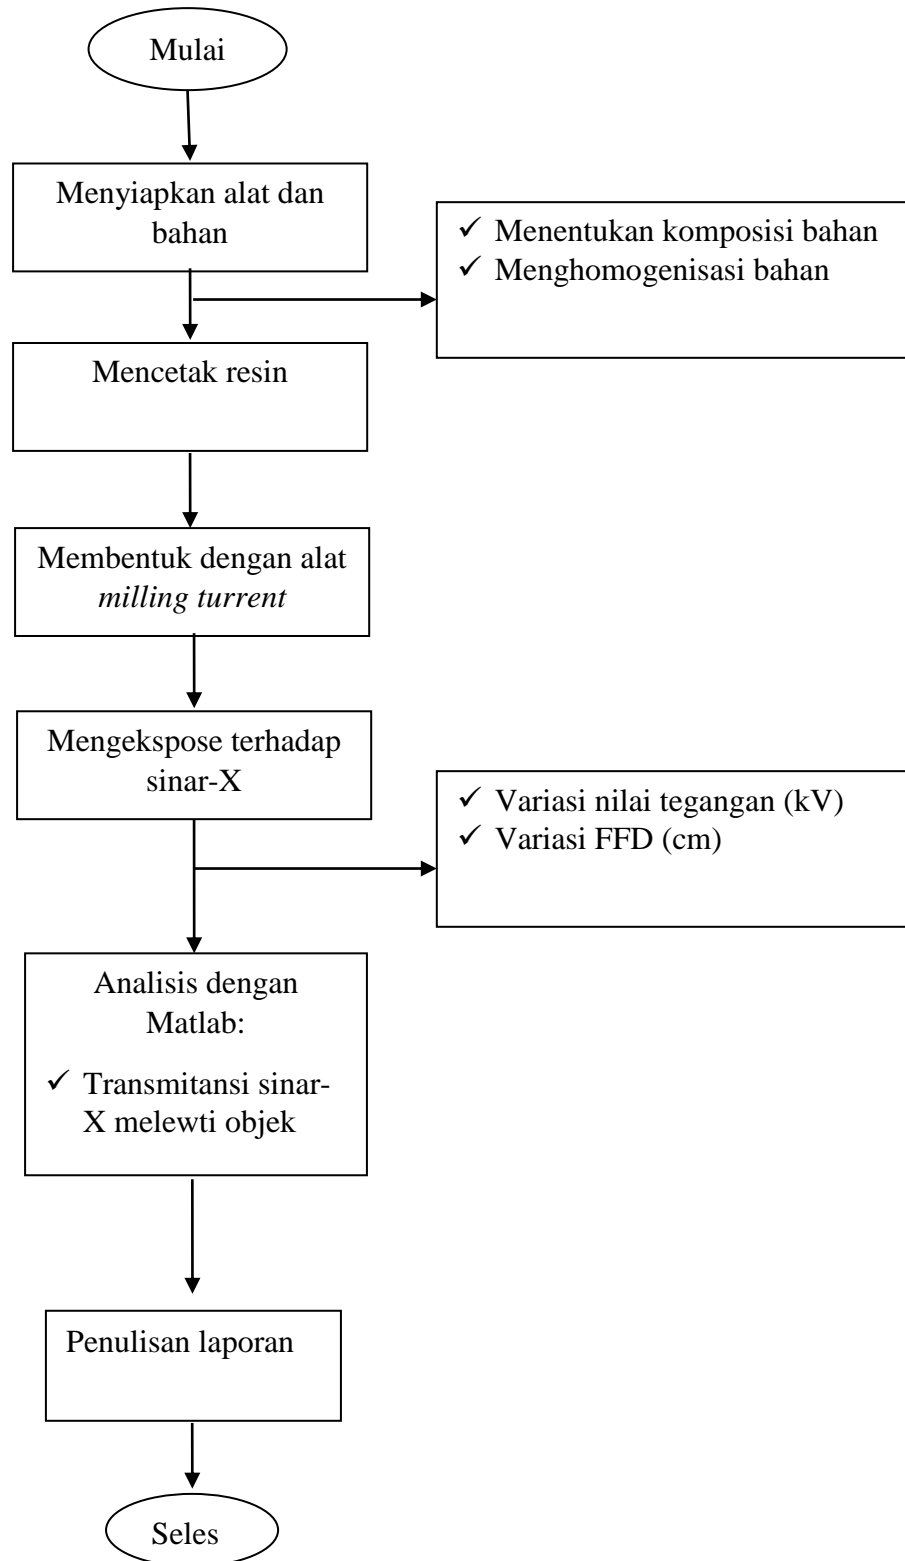 Mulai
Menyiapkan alat dan
bahan
✓ Menentukan komposisi bahan
✓ Menghomogenisasi bahan
Mencetak resin
Membentuk dengan alat
milling turrent
Mengekspose terhadap
sinar-X
✓ Variasi nilai tegangan (kV)
✓ Variasi FFD (cm)
Analisis dengan
Matlab:
✓ Transmitansi sinar-
X melewti objek
Penulisan laporan
Seles